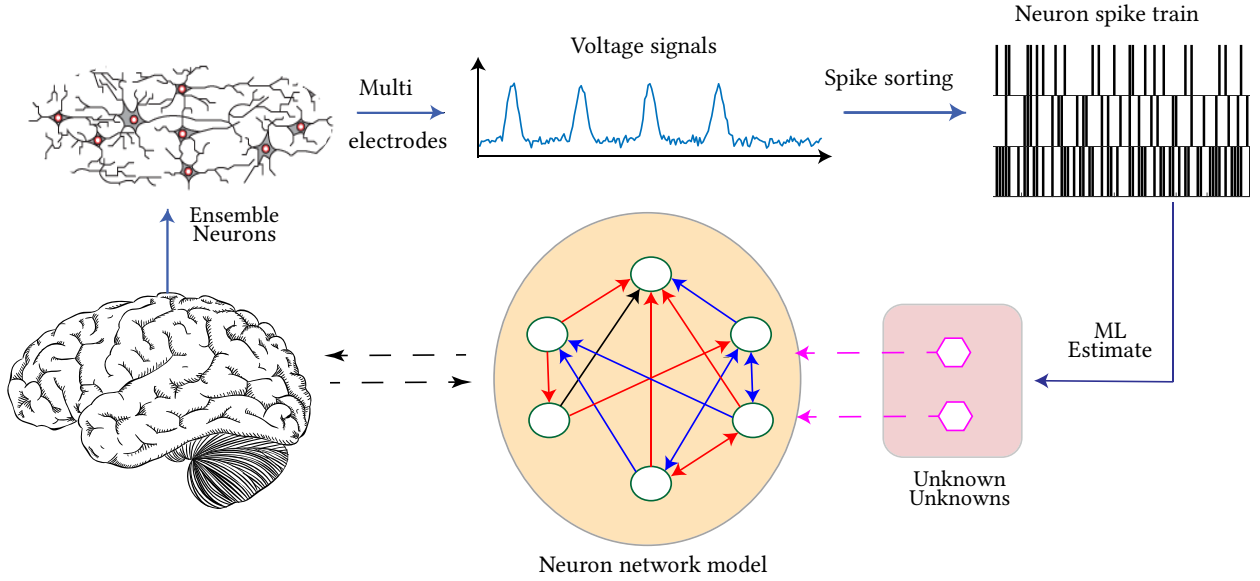 Neuron spike train
Voltage signals
Multi
electrodes
Spike sorting
Ensemble
Neurons
ML
Estimate
Unknown
Unknowns
Neuron network model